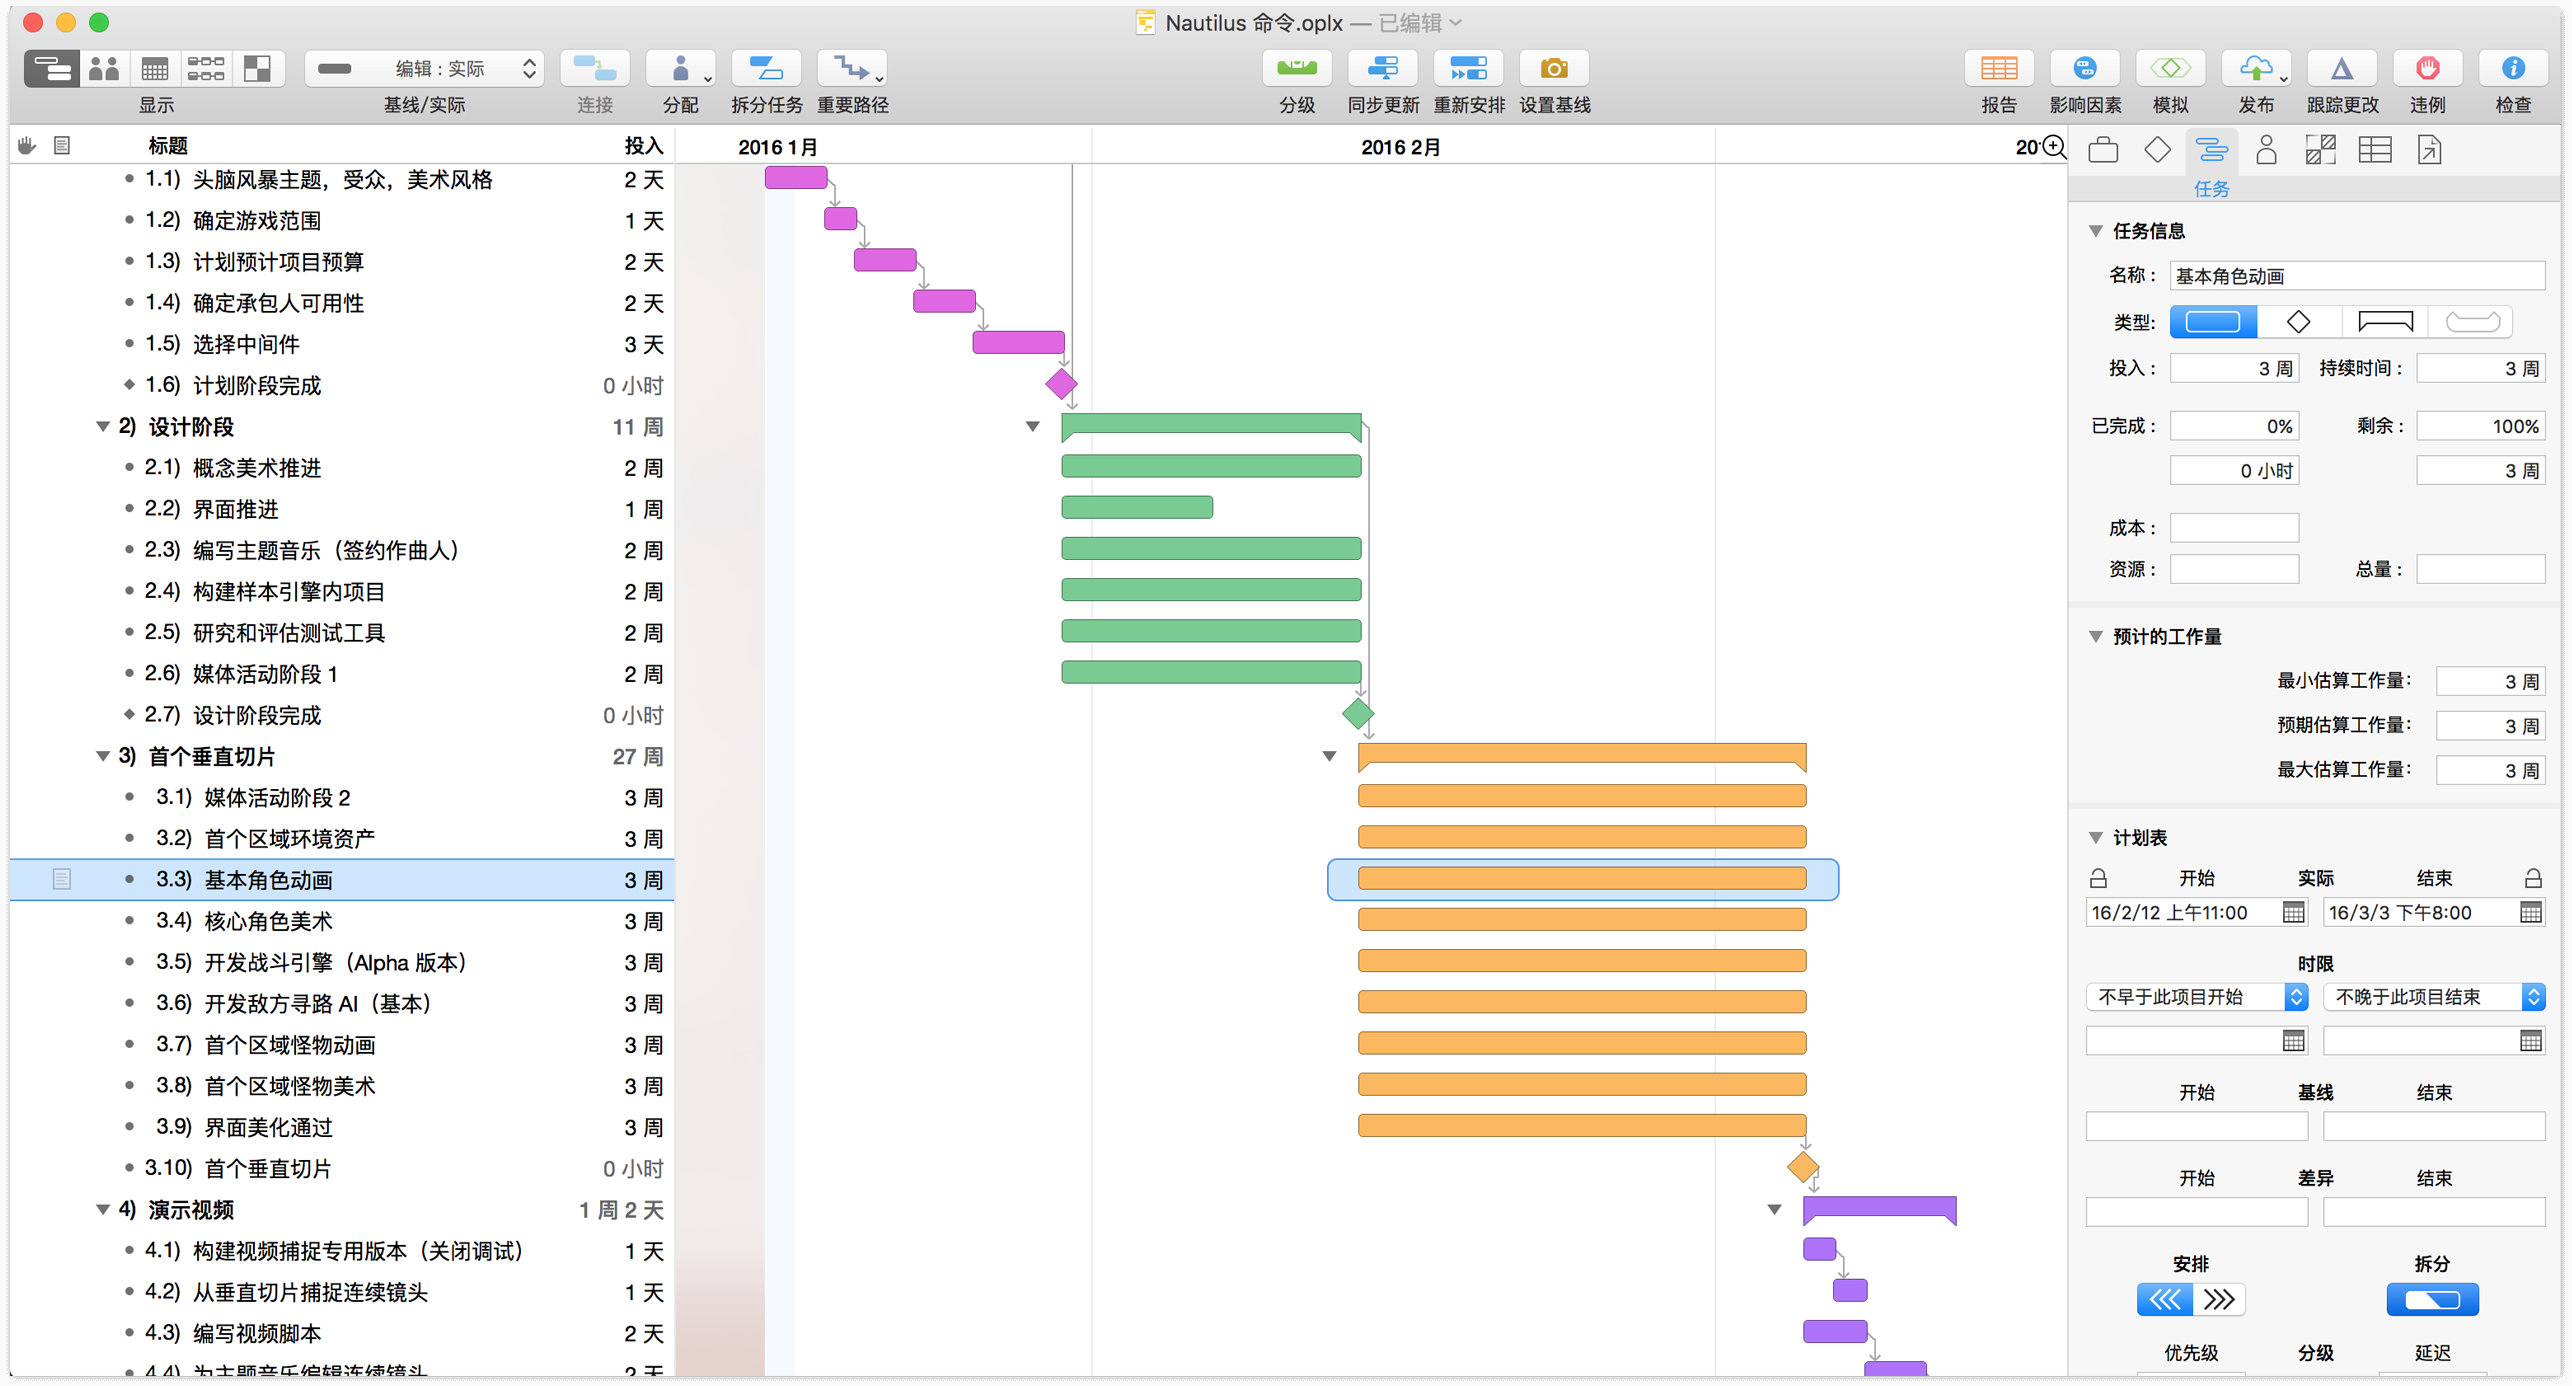 Nautilus 命令.oplx — 已编辑
编辑：实际
显示 基线/实际 连接 分配 拆分任务 重要路径 分级 同步更新 重新安排 设置基线 报告 影响因素 模拟 发布 跟踪更改 违例 检查
标题 投入
2016 1月 2016 2月 20
1.1) 头脑风暴主题，受众，美术风格 2 天
1.2) 确定游戏范围 1 天
1.3) 计划预计项目预算 2 天
1.4) 确定承包人可用性 2 天
1.5) 选择中间件 3 天
1.6) 计划阶段完成 0 小时
2) 设计阶段 11 周
2.1) 概念美术推进 2 周
2.2) 界面推进 1 周
2.3) 编写主题音乐（签约作曲人） 2 周
2.4) 构建样本引擎内项目 2 周
2.5) 研究和评估测试工具 2 周
2.6) 媒体活动阶段 1 2 周
2.7) 设计阶段完成 0 小时
3) 首个垂直切片 27 周
3.1) 媒体活动阶段 2 3 周
3.2) 首个区域环境资产 3 周
3.3) 基本角色动画 3 周
3.4) 核心角色美术 3 周
3.5) 开发战斗引擎（Alpha 版本） 3 周
3.6) 开发敌方寻路 AI（基本） 3 周
3.7) 首个区域怪物动画 3 周
3.8) 首个区域怪物美术 3 周
3.9) 界面美化通过 3 周
3.10) 首个垂直切片 0 小时
4) 演示视频 1 周 2 天
4.1) 构建视频捕捉专用版本（关闭调试） 1 天
4.2) 从垂直切片捕捉连续镜头 1 天
4.3) 编写视频脚本 2 天
4.4) 为主题音乐编辑连续镜头 2 天
任务
任务信息
名称： 基本角色动画
类型:
投入： 3 周 持续时间： 3 周
已完成： 0% 剩余： 100%
0 小时 3 周
成本：
资源： 总量：
预计的工作量
最小估算工作量： 3 周
预期估算工作量： 3 周
最大估算工作量： 3 周
计划表
开始 实际 结束
16/2/12 上午11:00 16/3/3 下午8:00
时限
不早于此项目开始 不晚于此项目结束
开始 基线 结束
开始 差异 结束
安排 拆分
优先级 分级 延迟